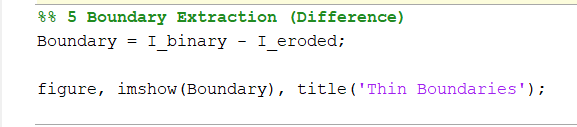 %% 5 Boundary Extraction (Difference)
Boundary = I_binary - I_eroded;
figure, imshow(Boundary), title('Thin Boundaries');